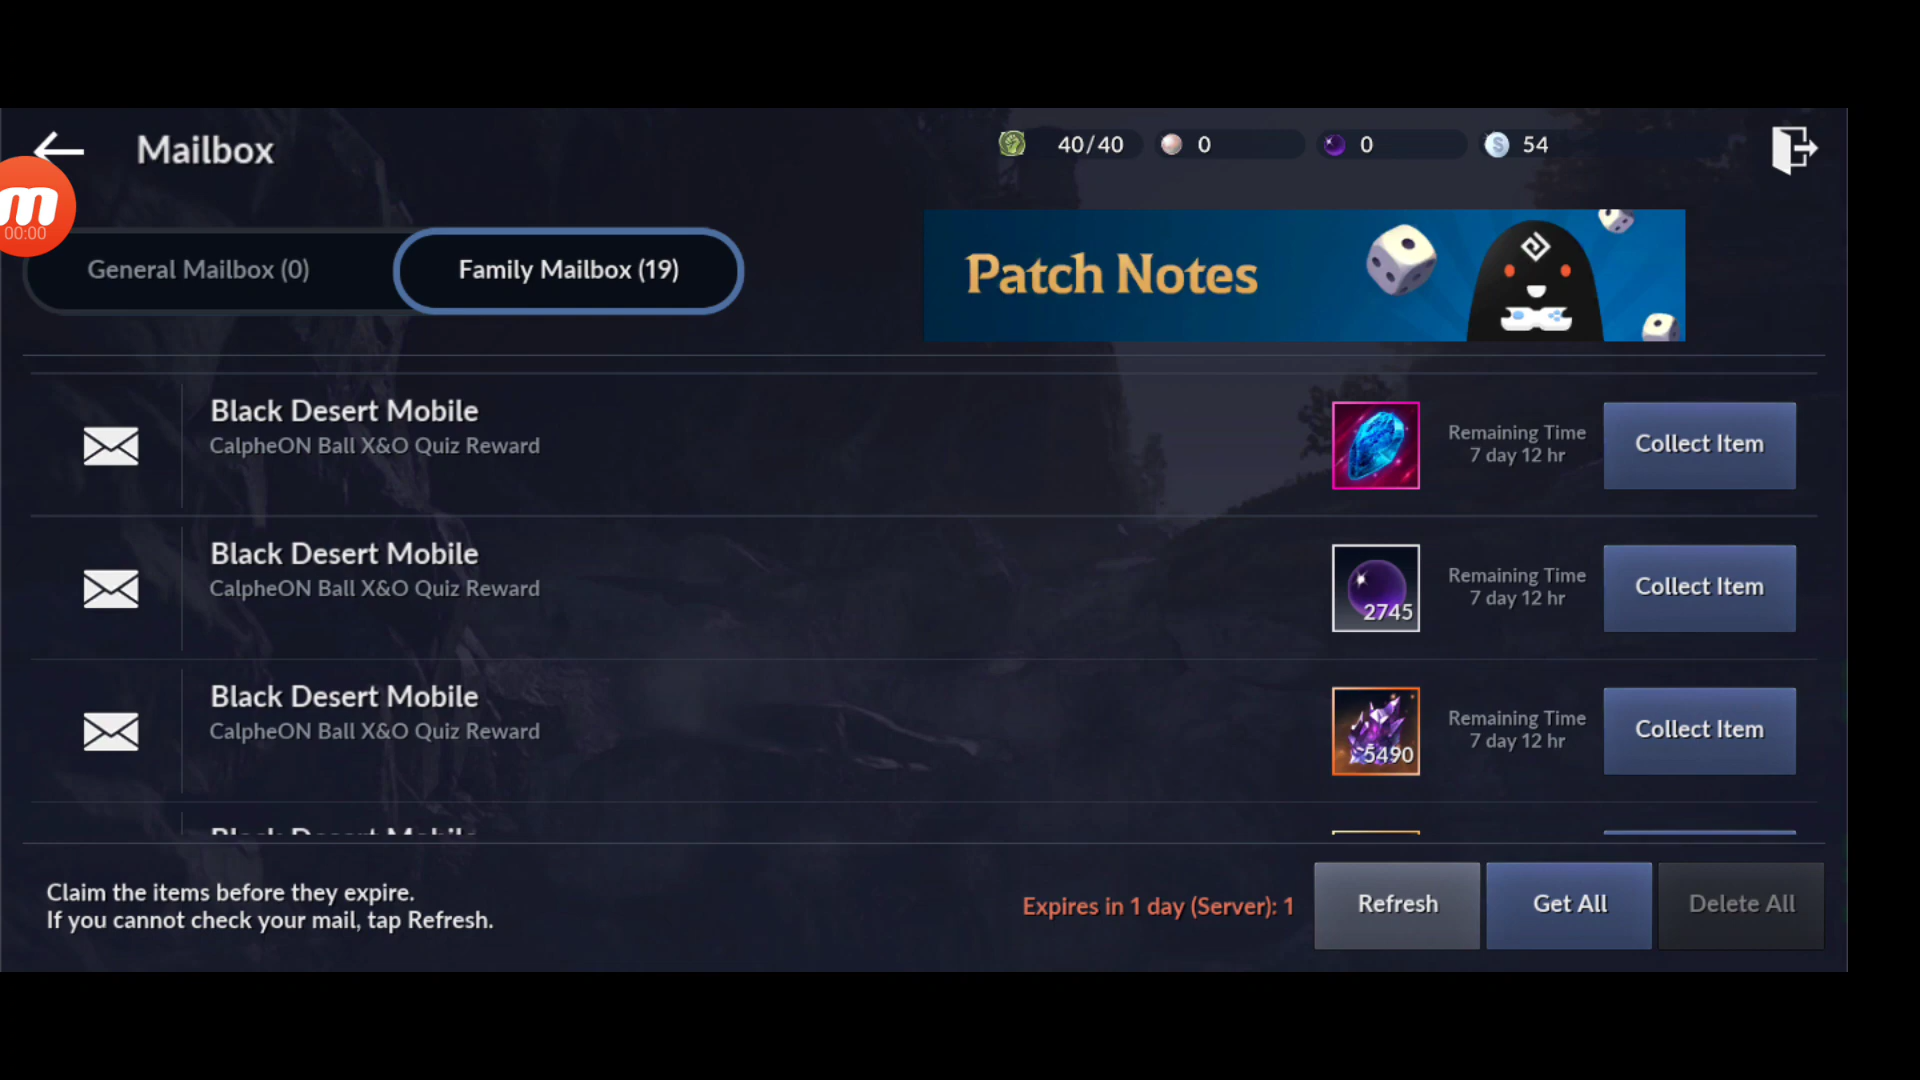 Mailbox
40/40
0
0
S
54
m
00:00
General Mailbox (0)
Family Mailbox (19)
Patch Notes
Black Desert Mobile
CalpheON Ball X&O Quiz Reward
Remaining Time
7 day 12 hr
Collect Item
Black Desert Mobile
CalpheON Ball X&O Quiz Reward
2745
Remaining Time
7 day 12 hr
Collect Item
Black Desert Mobile
CalpheON Ball X&O Quiz Reward
5490
Remaining Time
7 day 12 hr
Collect Item
Black Desert Mobile
Claim the items before they expire.
If you cannot check your mail, tap Refresh.
Expires in 1 day (Server): 1
Refresh
Get All
Delete All